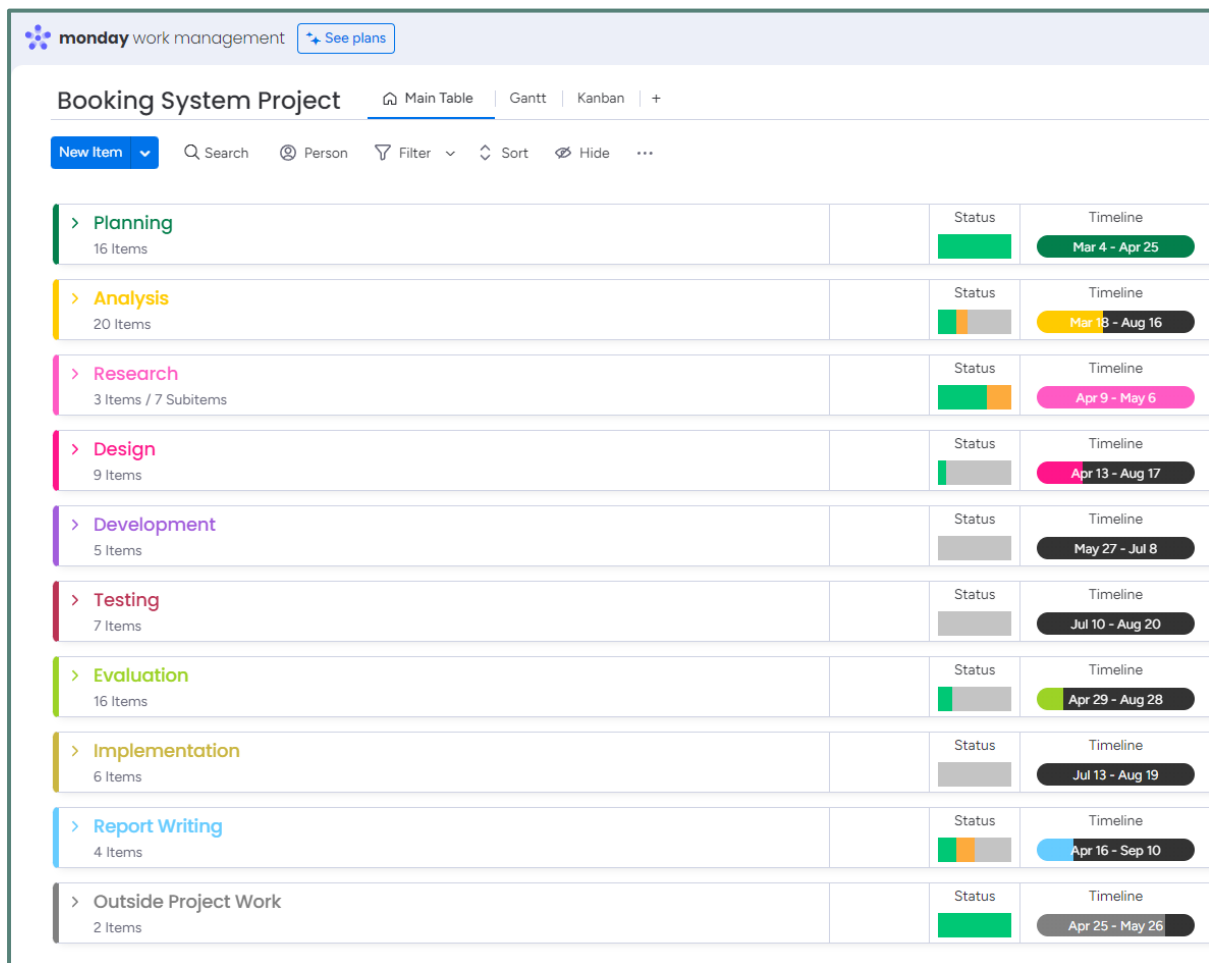 monday work management See plans
Booking System Project Main Table Gantt Kanban +
New Item Search Person Filter Sort Hide ...
Planning Status Timeline
16 Items Mar 4 - Apr 25
Analysis Status Timeline
20 Items Mar 18 - Aug 16
Research Status Timeline
3 Items / 7 Subitems Apr 9 - May 6
Design Status Timeline
9 Items Apr 13 - Aug 17
Development Status Timeline
5 Items May 27 - Jul 8
Testing Status Timeline
7 Items Jul 10 - Aug 20
Evaluation Status Timeline
16 Items Apr 29 - Aug 28
Implementation Status Timeline
6 Items Jul 13 - Aug 19
Report Writing Status Timeline
4 Items Apr 16 - Sep 10
Outside Project Work Status Timeline
2 Items Apr 25 - May 26